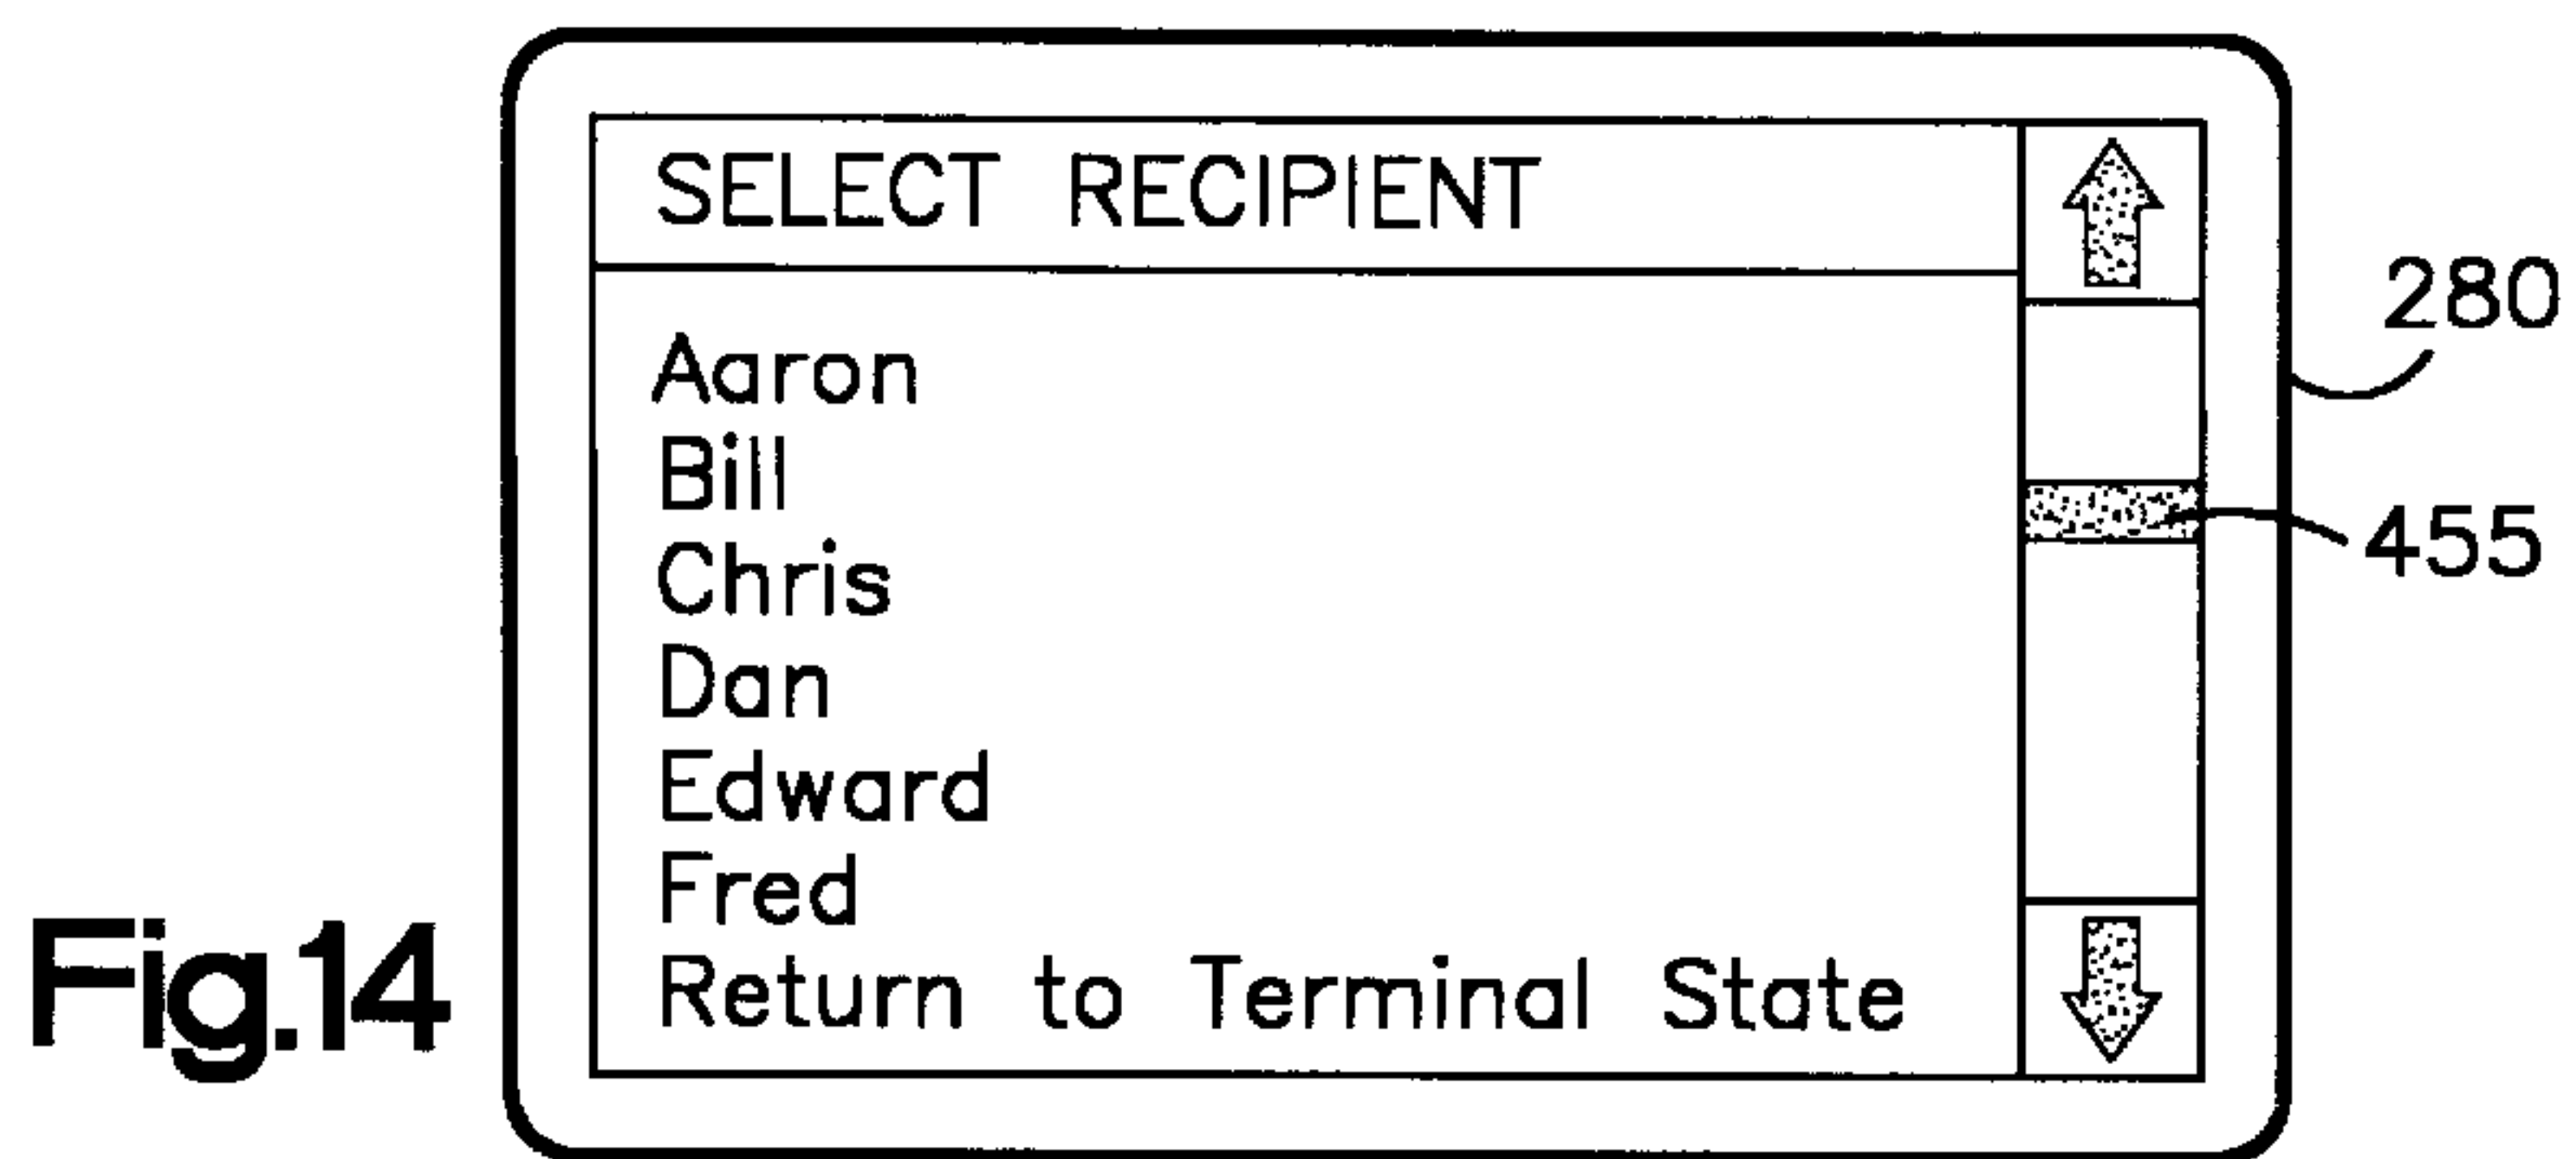 SELECT RECIPIENT
280
Aaron
Bill
455
Chris
Dan
Edward
Fred
Return to Terminal State
Fig.14